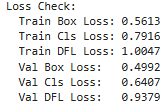 Loss Check:
Train Box Loss: 0.5613
Train Cls Loss: 0.7916
Train DFL Loss: 1.0047
Val Box Loss: 0.4992
Val Cls Loss: 0.6407
Val DFL Loss: 0.9379